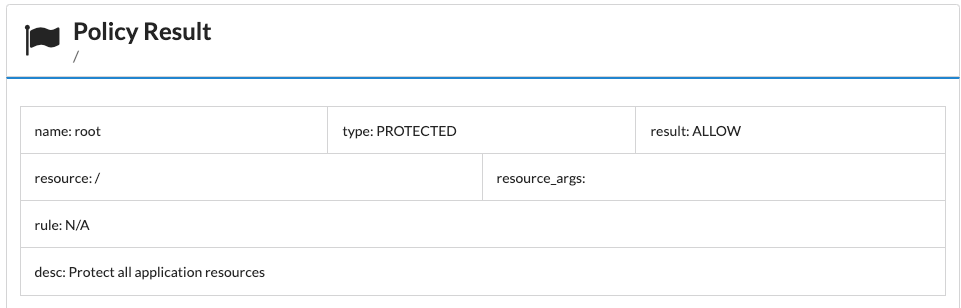 Policy Result
/
name: root
type: PROTECTED
result: ALLOW
resource: /
resource_args:
rule: N/A
desc: Protect all application resources